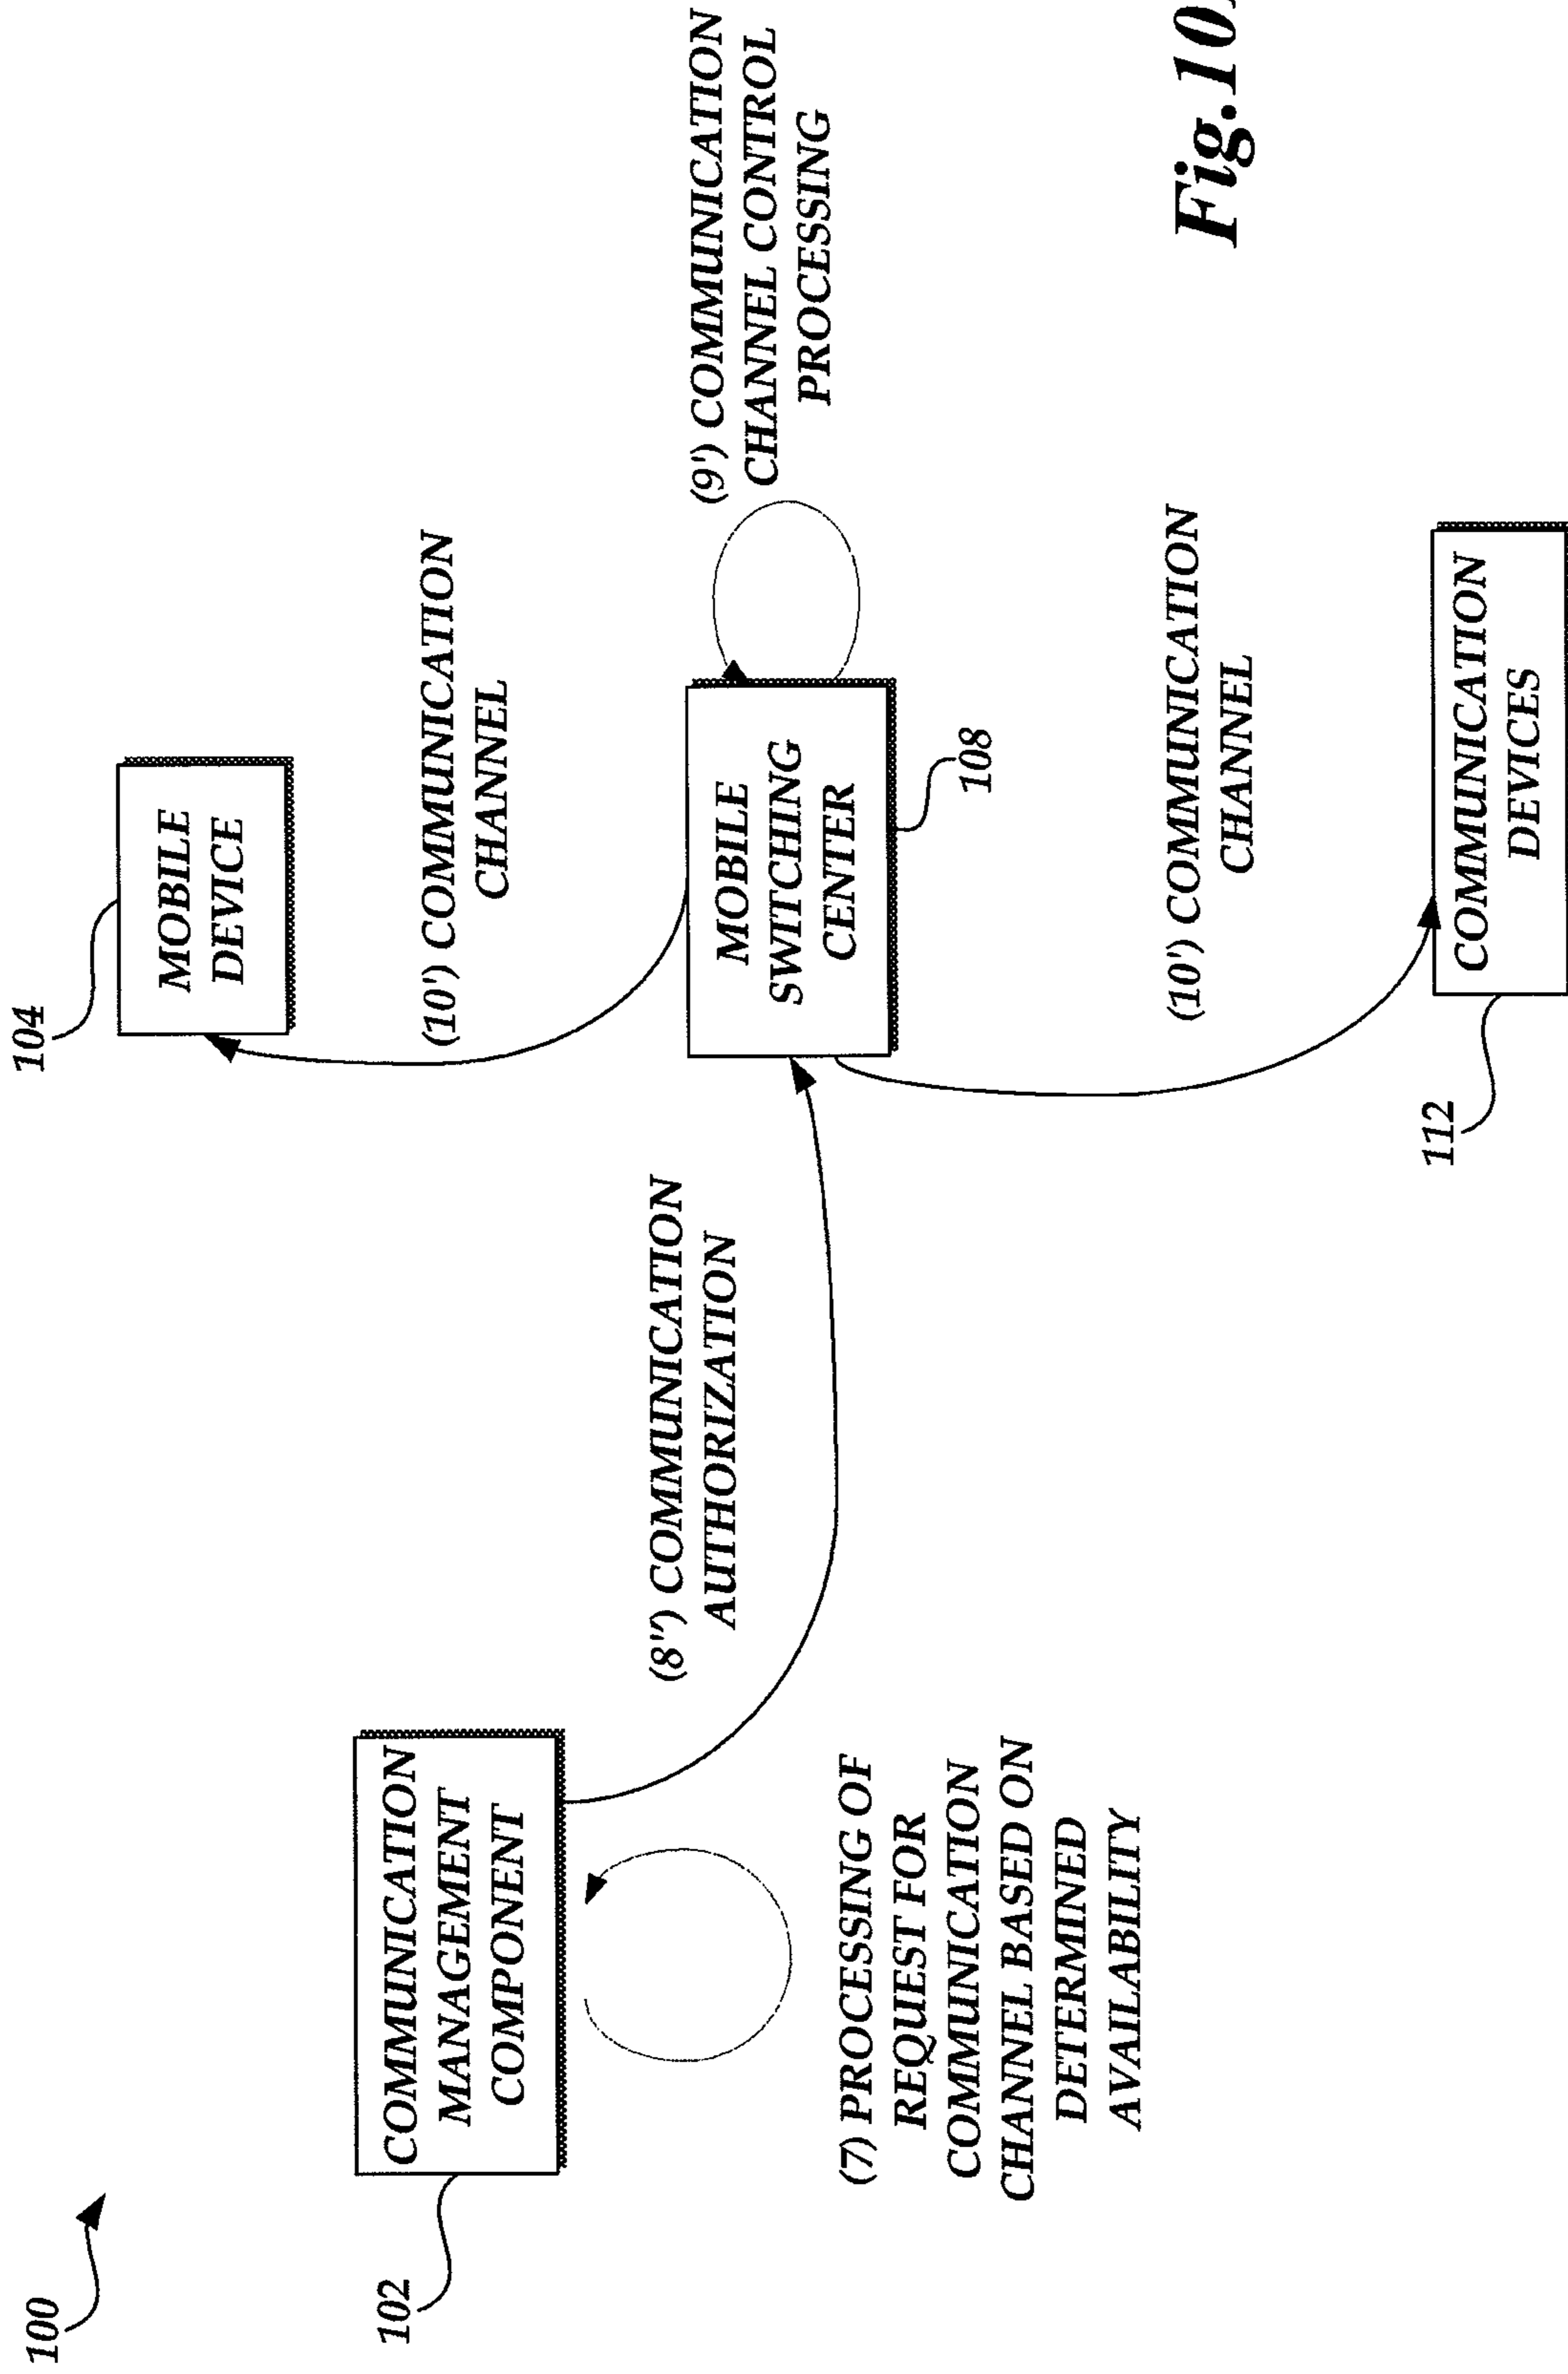 100
104
MOBILE
DEVICE
(10') COMMUNICATION
CHANNEL
102
COMMUNICATION
MANAGEMENT
COMPONENT
(8'') COMMUNICATION
AUTHORIZATION
MOBILE
SWITCHING
CENTER
108
(9') COMMUNICATION
CHANNEL CONTROL
PROCESSING
(7) PROCESSING OF
REQUEST FOR
COMMUNICATION
CHANNEL BASED ON
DETERMINED
AVAILABILITY
(10') COMMUNICATION
CHANNEL
112
COMMUNICATION
DEVICES
Fig.10